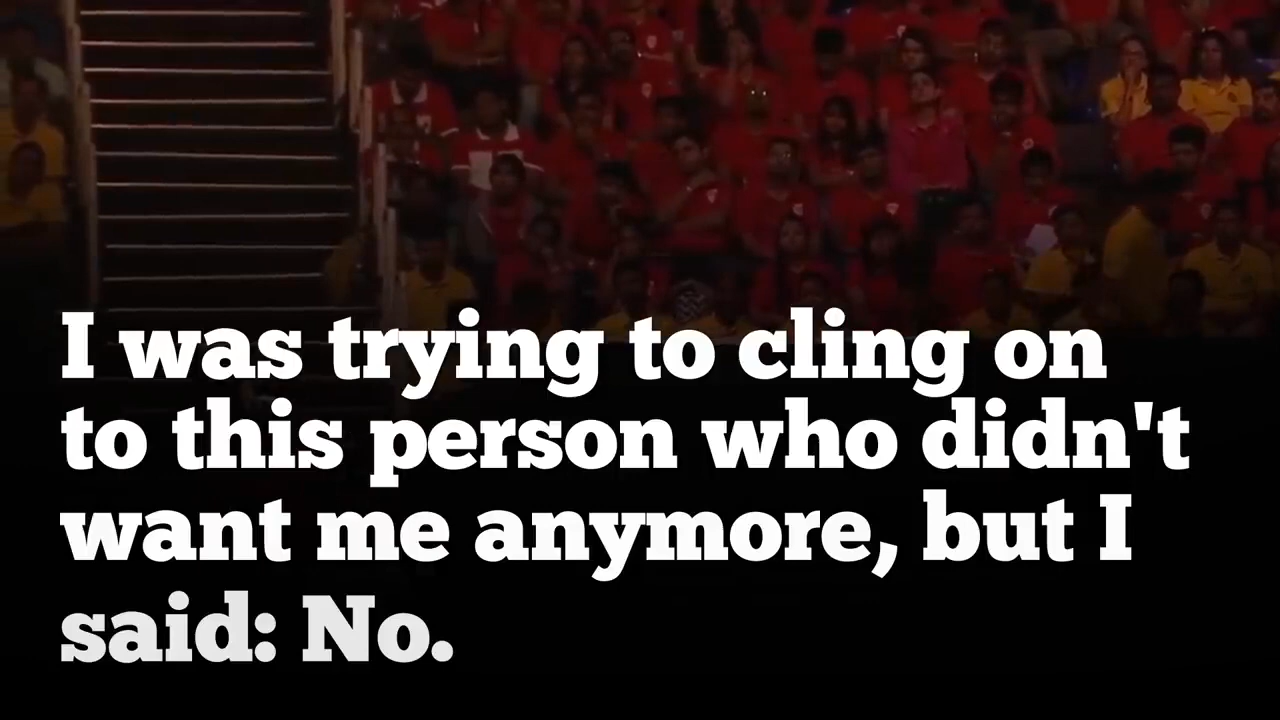 I was trying to cling on
to this person who didn't
want me anymore, but I
said: No.